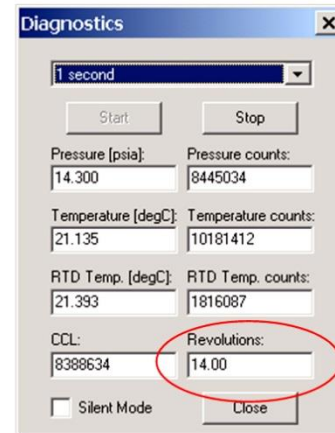 Diagnostics
1 second
Start Stop
Pressure [psia]: Pressure counts:
14.300 8445034
Temperature [degC]: Temperature counts:
21.135 10181412
RTD Temp. [degC]: RTD Temp. counts:
21.393 1816087
CCL: Revolutions:
8388634 14.00
Silent Mode Close